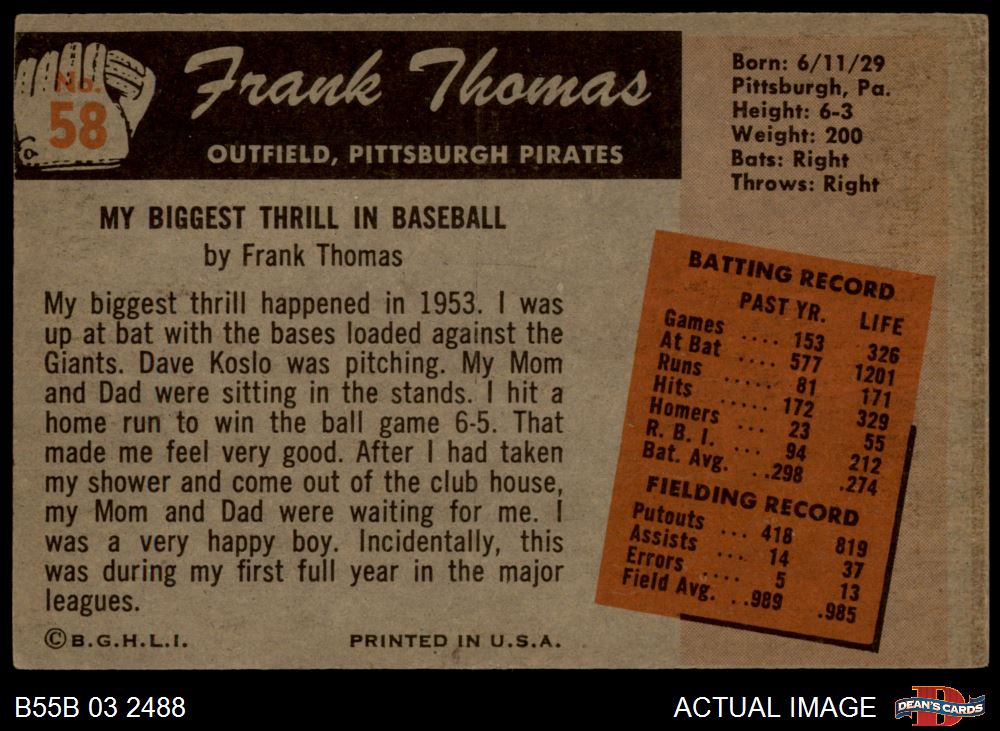 No.
58
Frank Thomas
OUTFIELD, PITTSBURGH PIRATES
Born: 6/11/29
Pittsburgh, Pa.
Height: 6-3
Weight: 200
Bats: Right
Throws: Right
MY BIGGEST THRILL IN BASEBALL
by Frank Thomas
My biggest thrill happened in 1953. I was
up at bat with the bases loaded against the
Giants. Dave Koslo was pitching. My Mom
and Dad were sitting in the stands. I hit a
home run to win the ball game 6-5. That
made me feel very good. After I had taken
my shower and come out of the club house,
my Mom and Dad were waiting for me. I
was a very happy boy. Incidentally, this
was during my first full year in the major
leagues.
BATTING RECORD
PAST YR. LIFE
Games .... 153 326
At Bat .... 577 1201
Runs ..... 81 171
Hits ..... 172 329
Homers .... 23 55
R. B. I. .... 94 212
Bat. Avg. ..298 .274
FIELDING RECORD
Putouts ... 418 819
Assists .... 14 37
Errors .... 5 13
Field Avg. ..989 .985
©B.G.H.L.I. PRINTED IN U.S.A.
B55B 03 2488 ACTUAL IMAGE DEAN'S CARDS